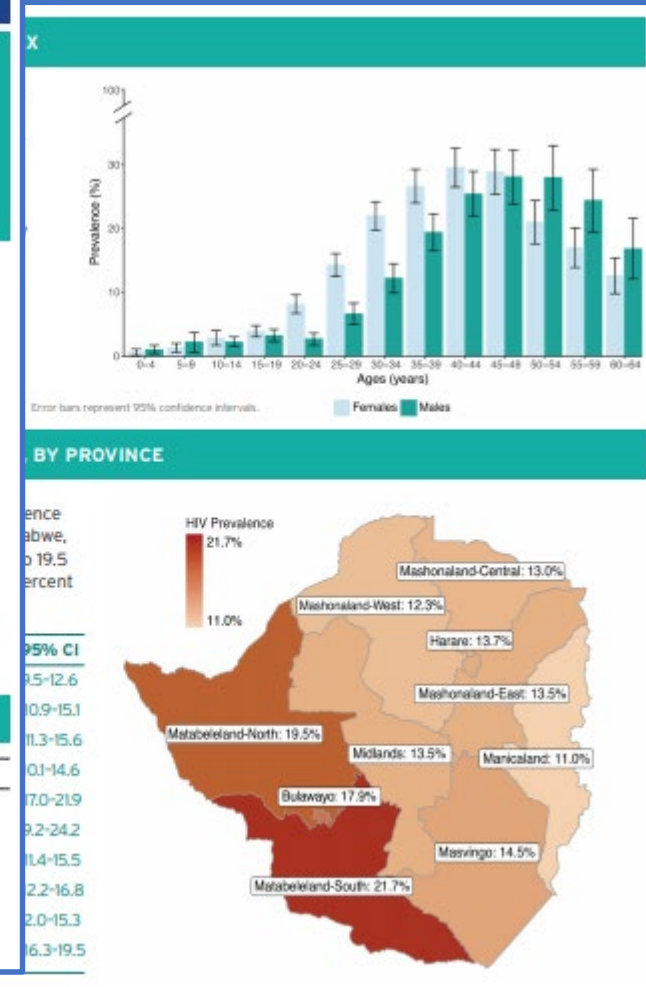 X
100
30
20
10
0
Prevalence (%)
0-4 5-9 10-14 15-19 20-24 25-29 30-34 35-39 40-44 45-49 50-54 55-59 60-64
Ages (years)
Error bars represent 95% confidence intervals.
Females Males
, BY PROVINCE
ence
abwe,
o 19.5
ercent
95% CI
9.5-12.6
10.9-15.1
11.3-15.6
10.1-14.6
17.0-21.9
9.2-24.2
11.4-15.5
2.2-16.8
2.0-15.3
16.3-19.5
HIV Prevalence
21.7%
11.0%
Mashonaland-Central: 13.0%
Mashonaland-West: 12.3%
Harare: 13.7%
Mashonaland-East: 13.5%
Matabeleland-North: 19.5%
Midlands: 13.5%
Manicaland: 11.0%
Bulawayo: 17.9%
Masvingo: 14.5%
Matabeleland-South: 21.7%